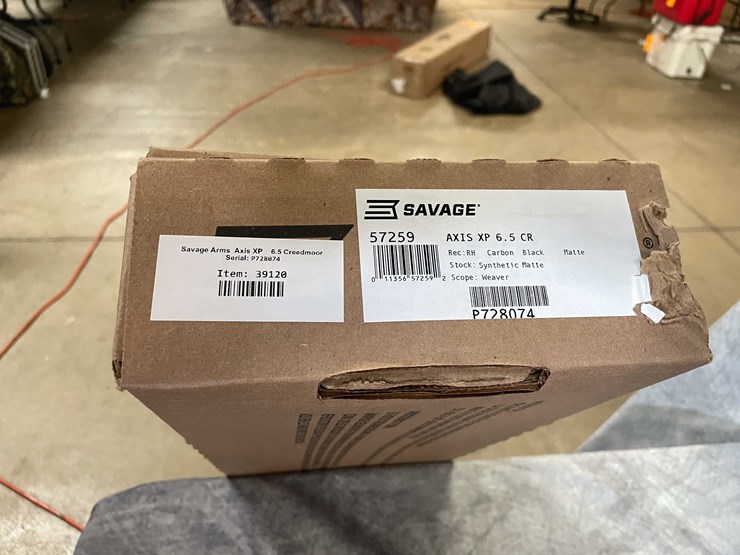 SAVAGE
57259 AXIS XP 6.5 CR
Rec:RH Carbon Black Matte
Stock: Synthetic Matte
0 11356 57259 2 Scope: Weaver
P728074
®
Savage Arms Axis XP 6.5 Creedmoor
Serial: P728074
Item: 39120